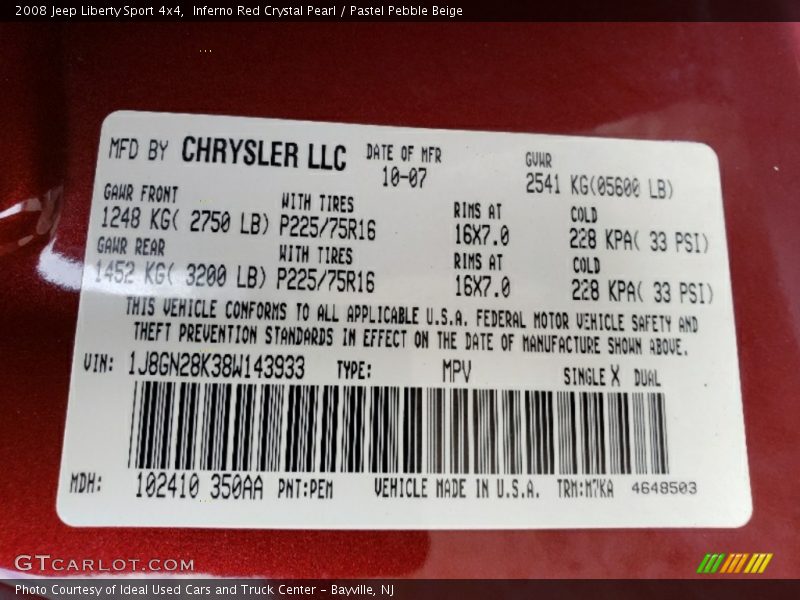 2008 Jeep Liberty Sport 4x4,  Inferno Red Crystal Pearl / Pastel Pebble Beige
MFD BY CHRYSLER LLC DATE OF MFR GVWR
10-07 2541 KG(05600 LB)
GAWR FRONT WITH TIRES RIMS AT COLD
1248 KG( 2750 LB) P225/75R16 16X7.0 228 KPA( 33 PSI)
GAWR REAR WITH TIRES RIMS AT COLD
1452 KG( 3200 LB) P225/75R16 16X7.0 228 KPA( 33 PSI)
THIS VEHICLE CONFORMS TO ALL APPLICABLE U.S.A. FEDERAL MOTOR VEHICLE SAFETY AND
THEFT PREVENTION STANDARDS IN EFFECT ON THE DATE OF MANUFACTURE SHOWN ABOVE.
VIN: 1J8GN28K38W143933 TYPE: MPV SINGLE X DUAL
MDH: 102410 350AA PNT:PEM VEHICLE MADE IN U.S.A. TRM:M7KA 4648503
GTCARLOT.COM
Photo Courtesy of Ideal Used Cars and Truck Center - Bayville, NJ